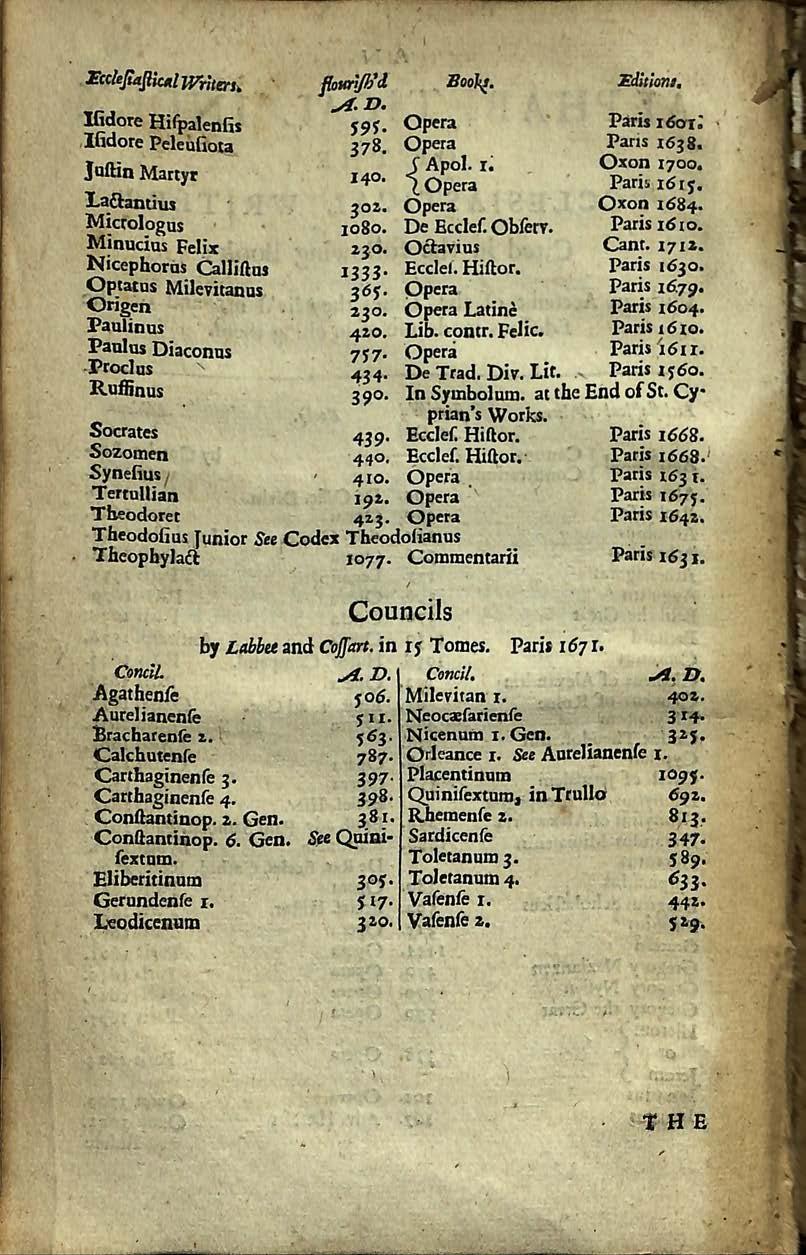 Eccleſiaſtical Writers. flouriſh'd Books. Editions.
A. D.
Iſidore Hiſpalenſis 595. Opera Paris 1601.
Iſidore Peleuſiota 378. Opera Paris 1638.
Juſtin Martyr 140. { Apol. 1. Oxon 1700.
Opera Paris 1615.
Lactantius 302. Opera Oxon 1684.
Micrologus 1080. De Eccleſ. Obſerv. Paris 1610.
Minucius Felix 230. Octavius Cant. 1712.
Nicephorus Calliſtus 1333. Eccleſ. Hiſtor. Paris 1630.
Optatus Milevitanus 365. Opera Paris 1679.
Origen 230. Opera Latinè Paris 1604.
Paulinus 420. Lib. contr. Felic. Paris 1610.
Paulus Diaconus 757. Opera Paris 1611.
Proclus 434. De Trad. Div. Lit. Paris 1560.
Ruffinus 390. In Symbolum. at the End of St. Cy-
prian's Works.
Socrates 439. Eccleſ. Hiſtor. Paris 1668.
Sozomen 440. Eccleſ. Hiſtor. Paris 1668.
Syneſius 410. Opera Paris 1631.
Tertullian 192. Opera Paris 1675.
Theodoret 423. Opera Paris 1642.
Theodoſius Junior See Codex Theodoſianus
Theophylact 1077. Commentarii Paris 1631.
Councils
by Labbee and Coſſart. in 15 Tomes. Paris 1671.
Concil. A. D. Concil. A. D.
Agathenſe 506. Milevitan 1. 402.
Aurelianenſe 511. Neocæſarienſe 314.
Bracharenſe 2. 563. Nicenum 1. Gen. 325.
Calchutenſe 787. Orleance 1. See Aurelianenſe 1.
Carthaginenſe 3. 397. Placentinum 1095.
Carthaginenſe 4. 398. Quiniſextum, in Trullo 692.
Conſtantinop. 2. Gen. 381. Rhemenſe 2. 813.
Conſtantinop. 6. Gen. See Quini- Sardicenſe 347.
ſextum. Toletanum 3. 589.
Eliberitinum 305. Toletanum 4. 633.
Gerundenſe 1. 517. Vaſenſe 1. 442.
Leodicenum 320. Vaſenſe 2. 529.
THE